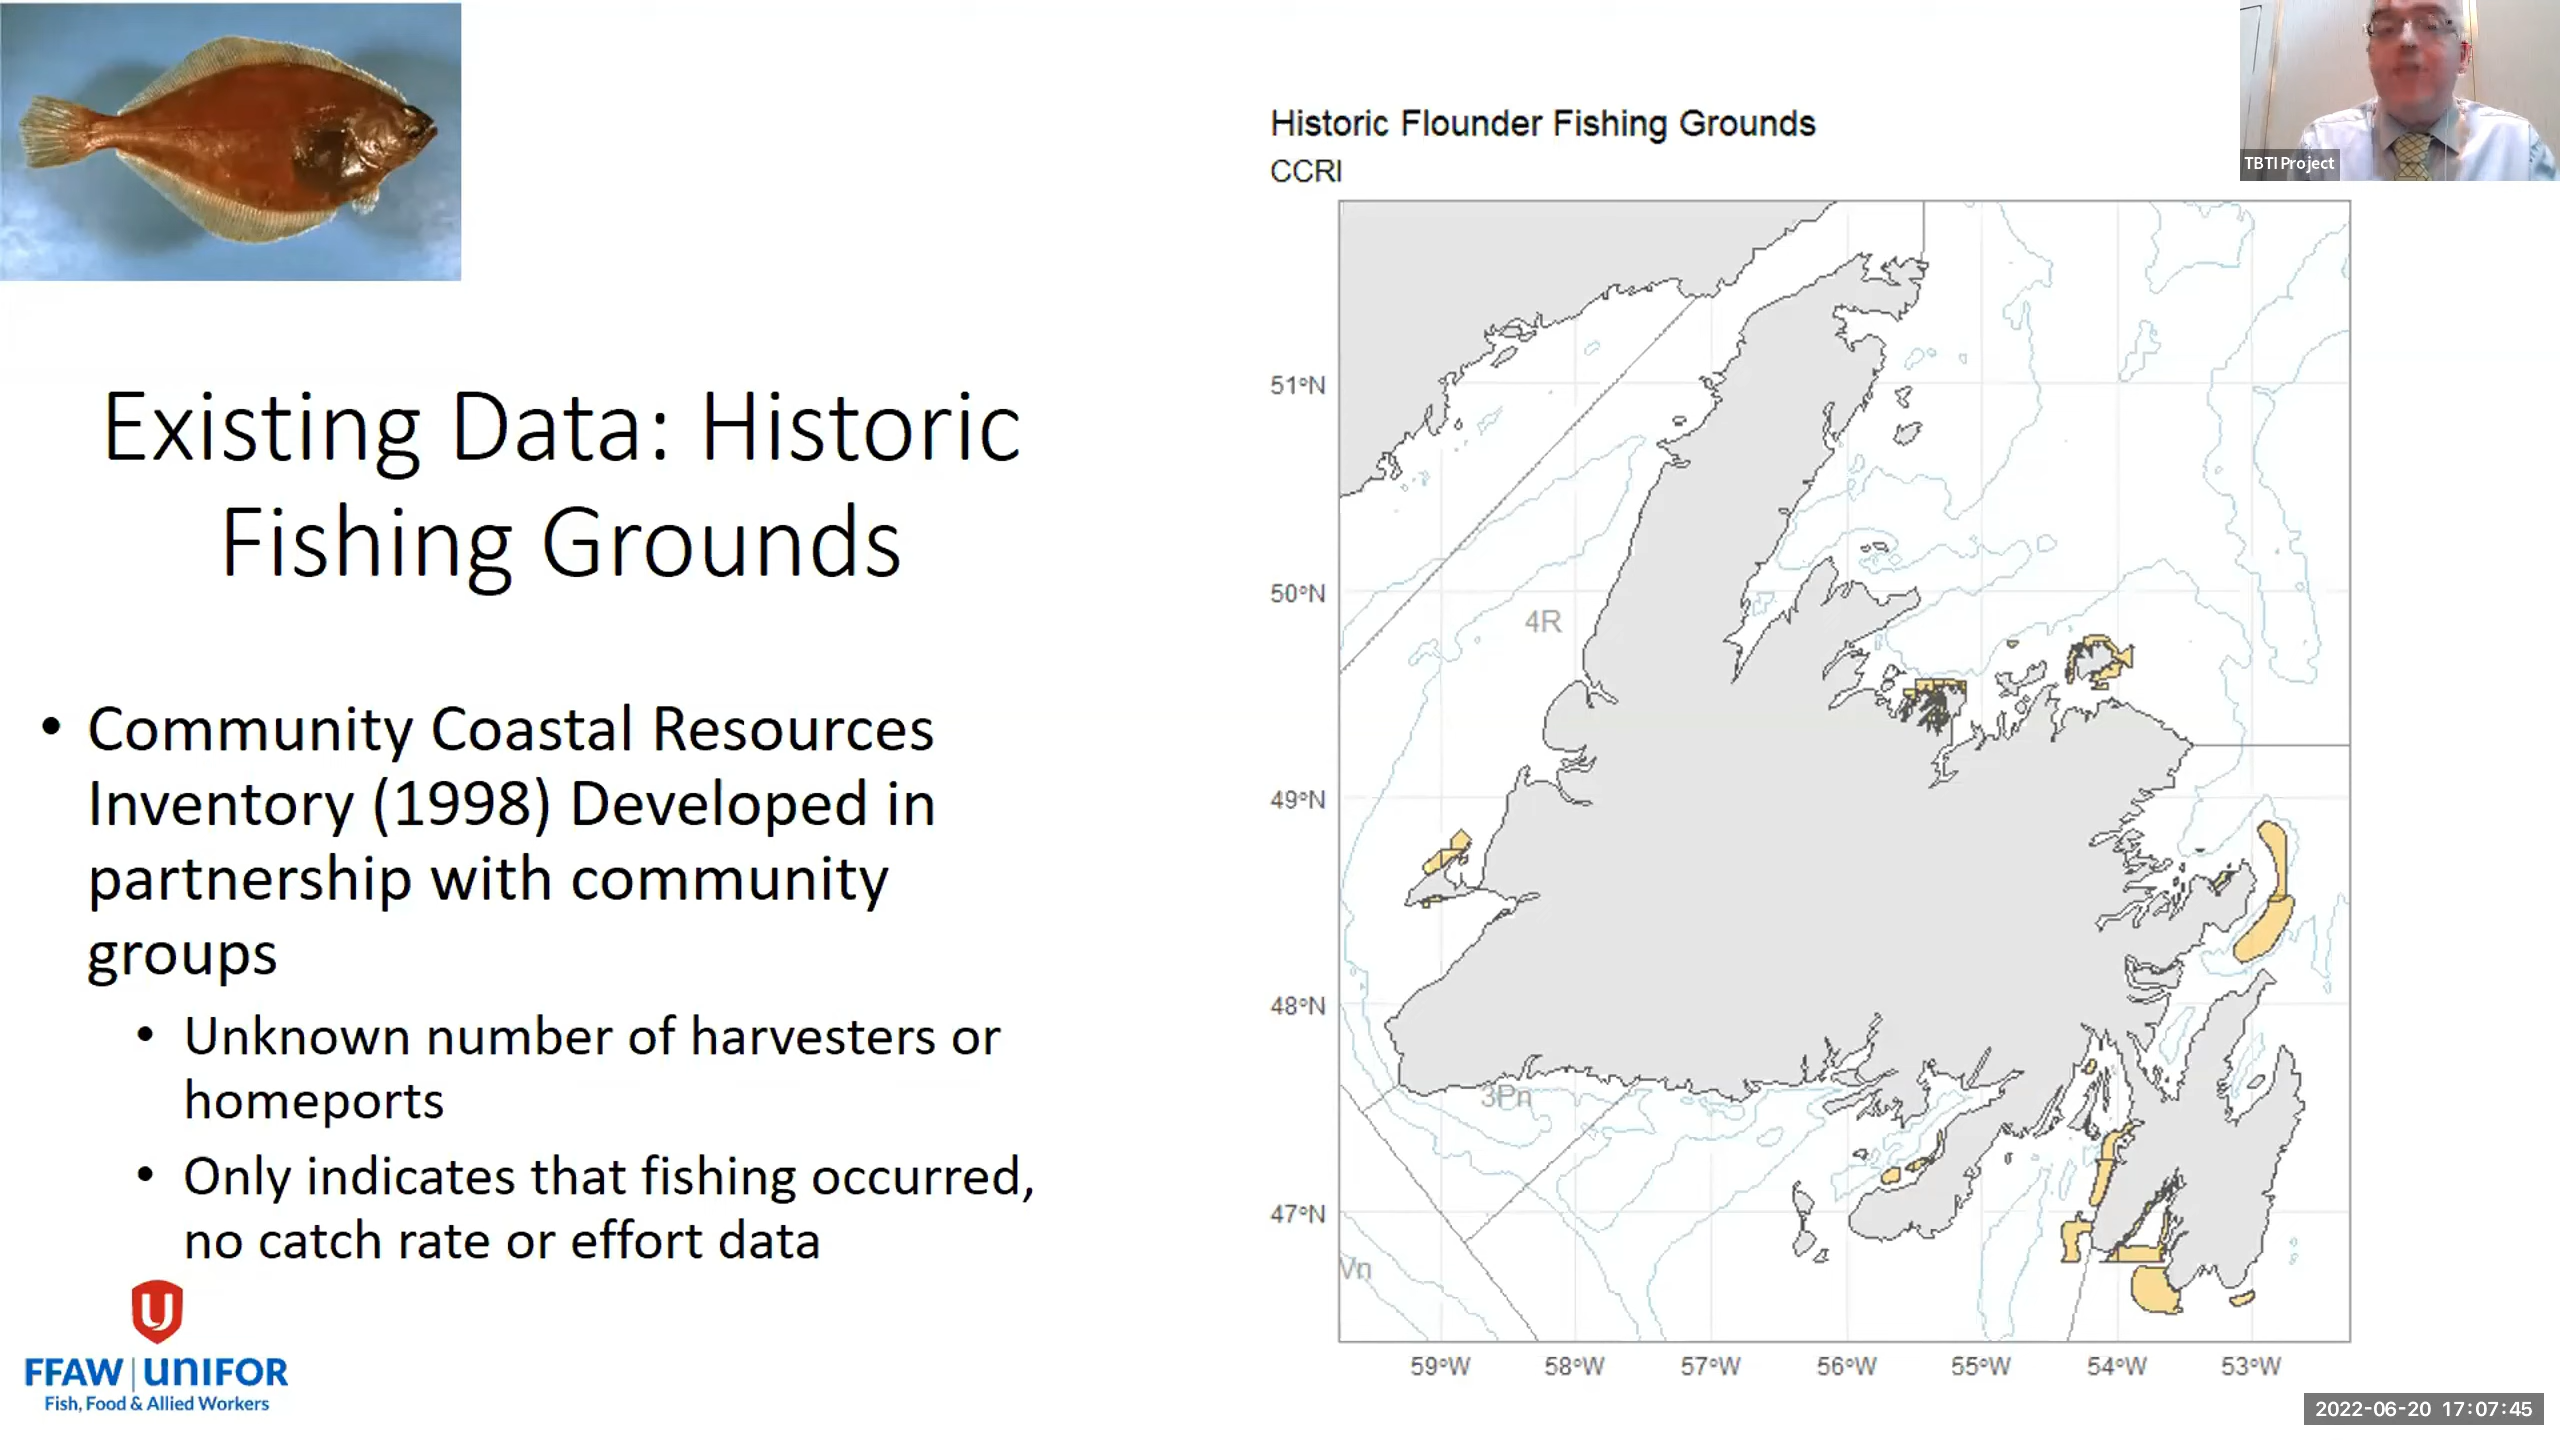 Existing Data: Historic
Fishing Grounds
• Community Coastal Resources
Inventory (1998) Developed in
partnership with community
groups
• Unknown number of harvesters or
homeports
• Only indicates that fishing occurred,
no catch rate or effort data
U
FFAW | UNIFOR
Fish, Food & Allied Workers
Historic Flounder Fishing Grounds
CCRI
51°N
50°N
49°N
48°N
47°N
4R
3Pn
Vn
59°W 58°W 57°W 56°W 55°W 54°W 53°W
TBTI Project
2022-06-20 17:07:45